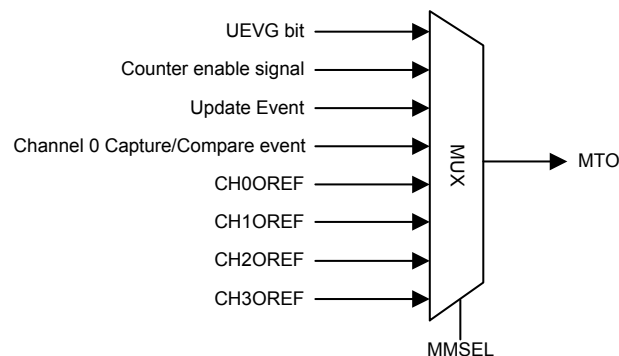 UEVG bit
Counter enable signal
Update Event
Channel 0 Capture/Compare event
CH0OREF
CH1OREF
CH2OREF
CH3OREF
MUX
MTO
MMSEL